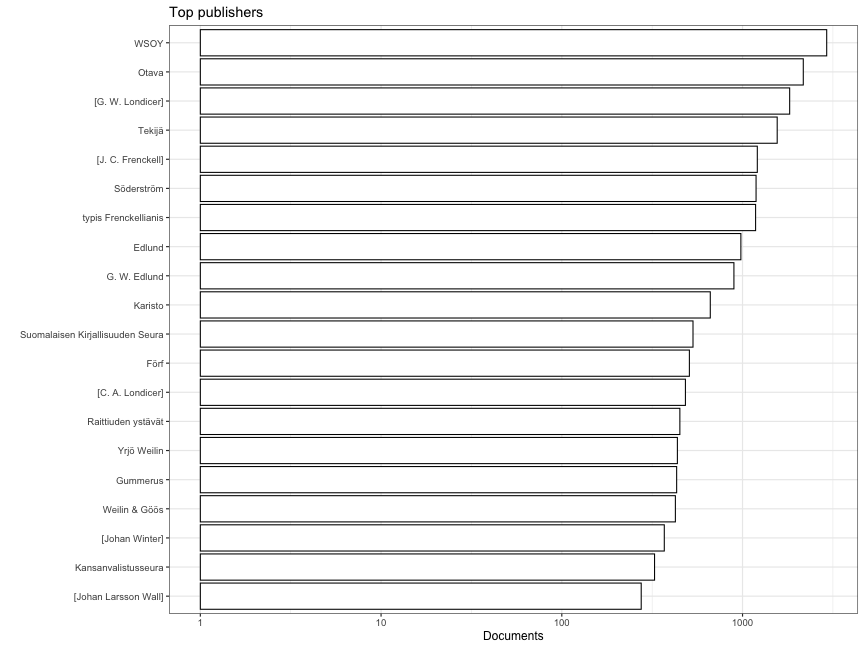 Top publishers
WSOY
Otava
[G. W. Londicer]
Tekijä
[J. C. Frenckell]
Söderström
typis Frenckellianis
Edlund
G. W. Edlund
Karisto
Suomalaisen Kirjallisuuden Seura
Förf
[C. A. Londicer]
Raittiuden ystävät
Yrjö Weilin
Gummerus
Weilin & Göös
[Johan Winter]
Kansanvalistusseura
[Johan Larsson Wall]
1 10 100 1000
Documents